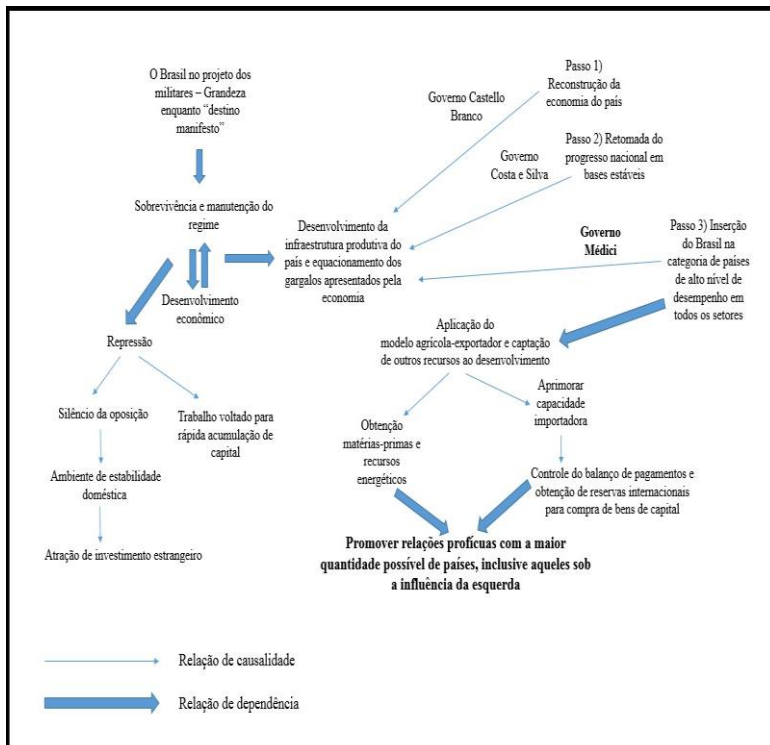 O Brasil no projeto dos
militares – Grandeza
enquanto “destino
manifesto”
Sobrevivência e manutenção do
regime
Desenvolvimento
econômico
Repressão
Silêncio da oposição
Trabalho voltado para
rápida acumulação de
capital
Ambiente de estabilidade
doméstica
Atração de investimento estrangeiro
Passo 1)
Reconstrução da
economia do país
Governo Castello
Branco
Passo 2) Retomada do
progresso nacional em
bases estáveis
Governo
Costa e Silva
Desenvolvimento da
infraestrutura produtiva do
país e equacionamento dos
gargalos apresentados pela
economia
Governo
Médici
Passo 3) Inserção
do Brasil na
categoria de países
de alto nível de
desempenho em
todos os setores
Aplicação do
modelo agrícola-exportador e captação
de outros recursos ao desenvolvimento
Obtenção
matérias-primas e
recursos
energéticos
Aprimorar
capacidade
importadora
Controle do balanço de pagamentos e
obtenção de reservas internacionais
para compra de bens de capital
Promover relações profícuas com a maior
quantidade possível de países, inclusive aqueles sob
a influência da esquerda
Relação de causalidade
Relação de dependência